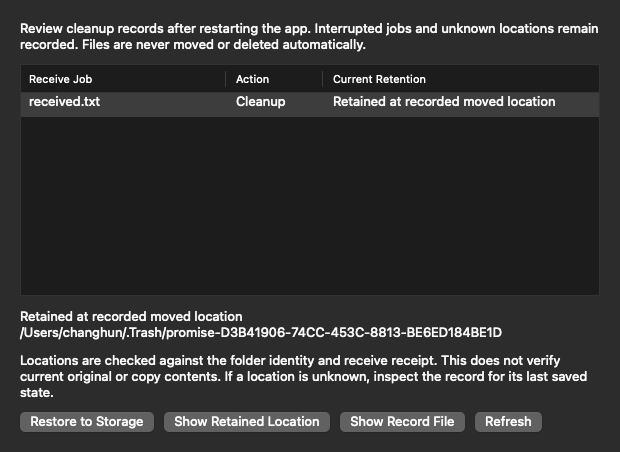 Review cleanup records after restarting the app. Interrupted jobs and unknown locations remain
recorded. Files are never moved or deleted automatically.
Receive Job Action Current Retention
received.txt Cleanup Retained at recorded moved location
Retained at recorded moved location
/Users/changhun/.Trash/promise-D3B41906-74CC-453C-8813-BE6ED184BE1D
Locations are checked against the folder identity and receive receipt. This does not verify
current original or copy contents. If a location is unknown, inspect the record for its last saved
state.
Restore to Storage Show Retained Location Show Record File Refresh